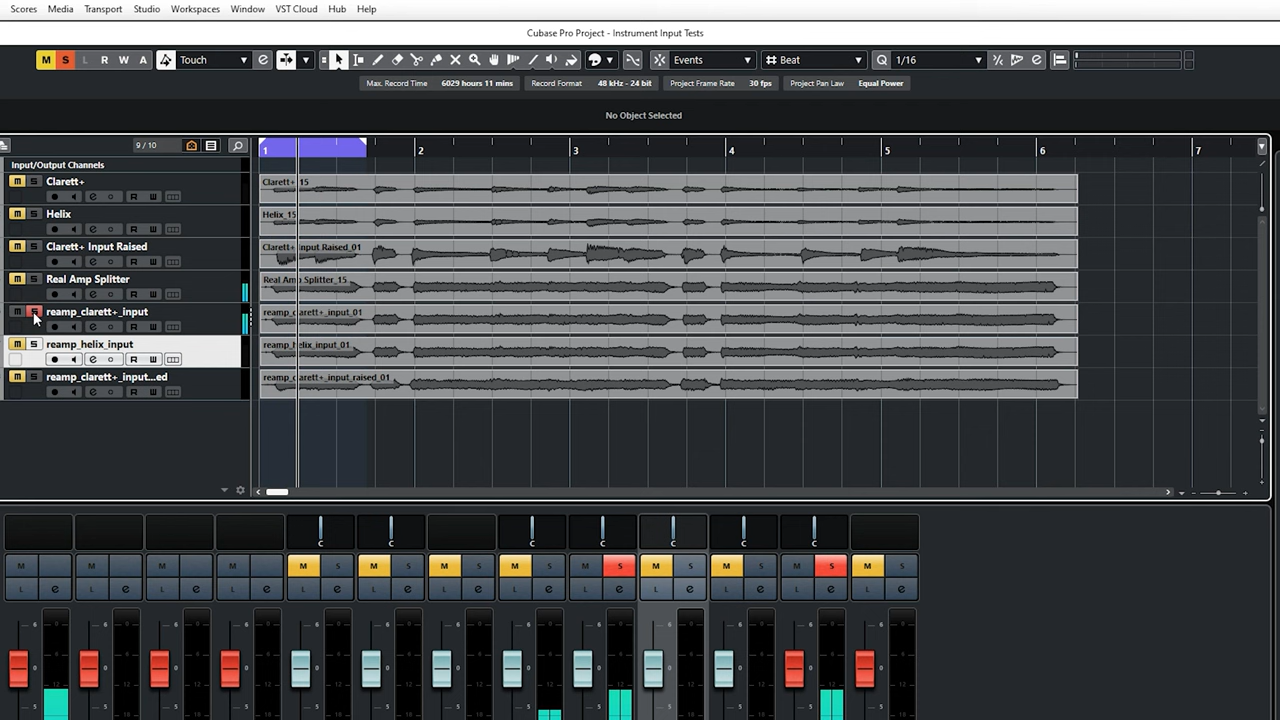 Scores Media Transport Studio Workspaces Window VST Cloud Hub Help
Cubase Pro Project - Instrument Input Tests
M S L R W A Touch Events Beat Q 1/16
Max. Record Time 6029 hours 11 mins Record Format 48 kHz - 24 bit Project Frame Rate 30 fps Project Pan Law Equal Power
No Object Selected
9 / 10
1 2 3 4 5 6 7
Input/Output Channels
M S Clarett+
R W
Clarett+_15
M S Helix
R W
Helix_15
M S Clarett+ Input Raised
R W
Clarett+ Input Raised_01
M S Real Amp Splitter
R W
Real Amp Splitter_15
M S reamp_clarett+_input
R W
reamp_clarett+_input_01
M S reamp_helix_input
R W
reamp_helix_input_01
M S reamp_clarett+_input...ed
R W
reamp_clarett+_input_raised_01
C C C C C C C
M M M M M S M S M S M S M S M S M S M S M S M S M S
L e L e L e L e L e L e L e L e L e L e L e L e L e